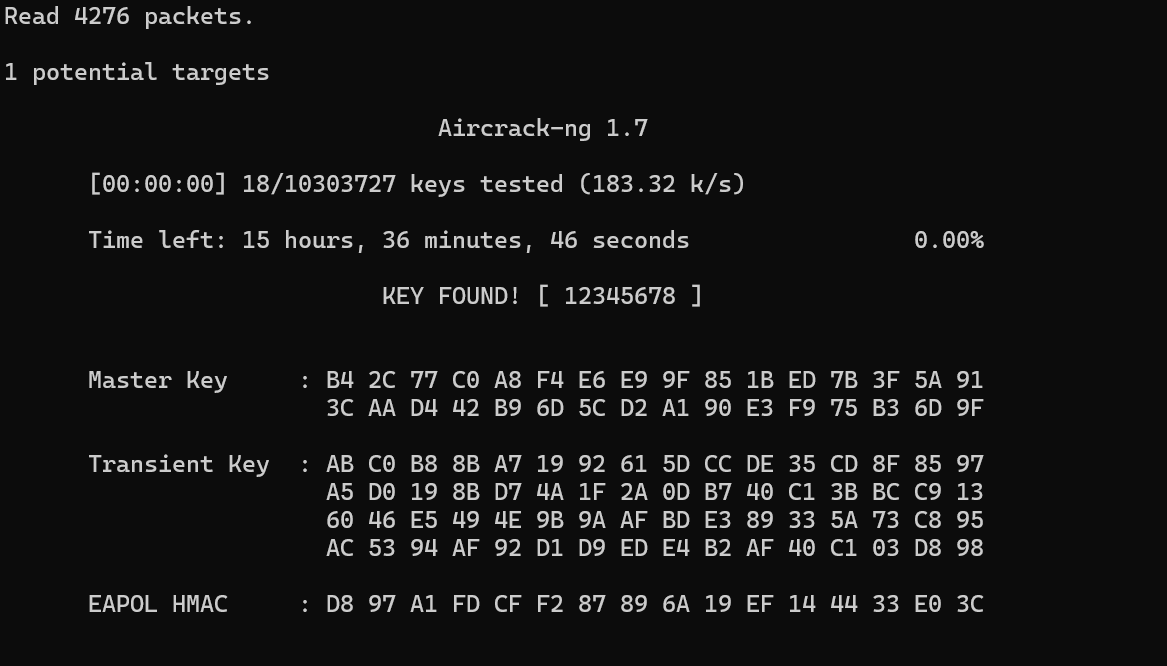 Read 4276 packets.
1 potential targets
Aircrack-ng 1.7
[00:00:00] 18/10303727 keys tested (183.32 k/s)
Time left: 15 hours, 36 minutes, 46 seconds 0.00%
KEY FOUND! [ 12345678 ]
Master Key : B4 2C 77 C0 A8 F4 E6 E9 9F 85 1B ED 7B 3F 5A 91
3C AA D4 42 B9 6D 5C D2 A1 90 E3 F9 75 B3 6D 9F
Transient Key : AB C0 B8 8B A7 19 92 61 5D CC DE 35 CD 8F 85 97
A5 D0 19 8B D7 4A 1F 2A 0D B7 40 C1 3B BC C9 13
60 46 E5 49 4E 9B 9A AF BD E3 89 33 5A 73 C8 95
AC 53 94 AF 92 D1 D9 ED E4 B2 AF 40 C1 03 D8 98
EAPOL HMAC : D8 97 A1 FD CF F2 87 89 6A 19 EF 14 44 33 E0 3C